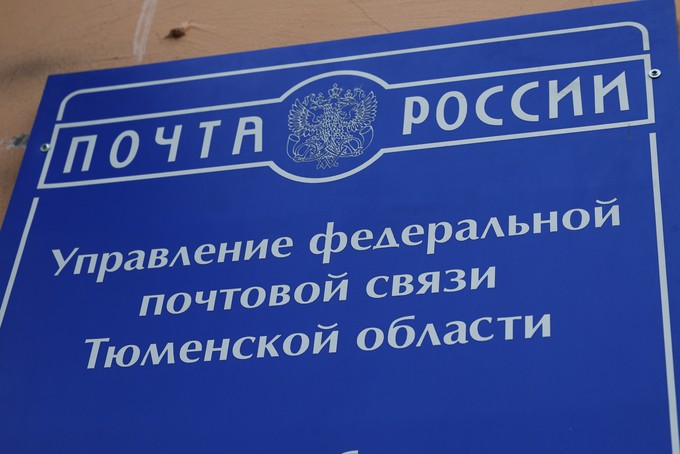 ПОЧТА РОССИИ
Управление федеральной
почтовой связи
Тюменской области